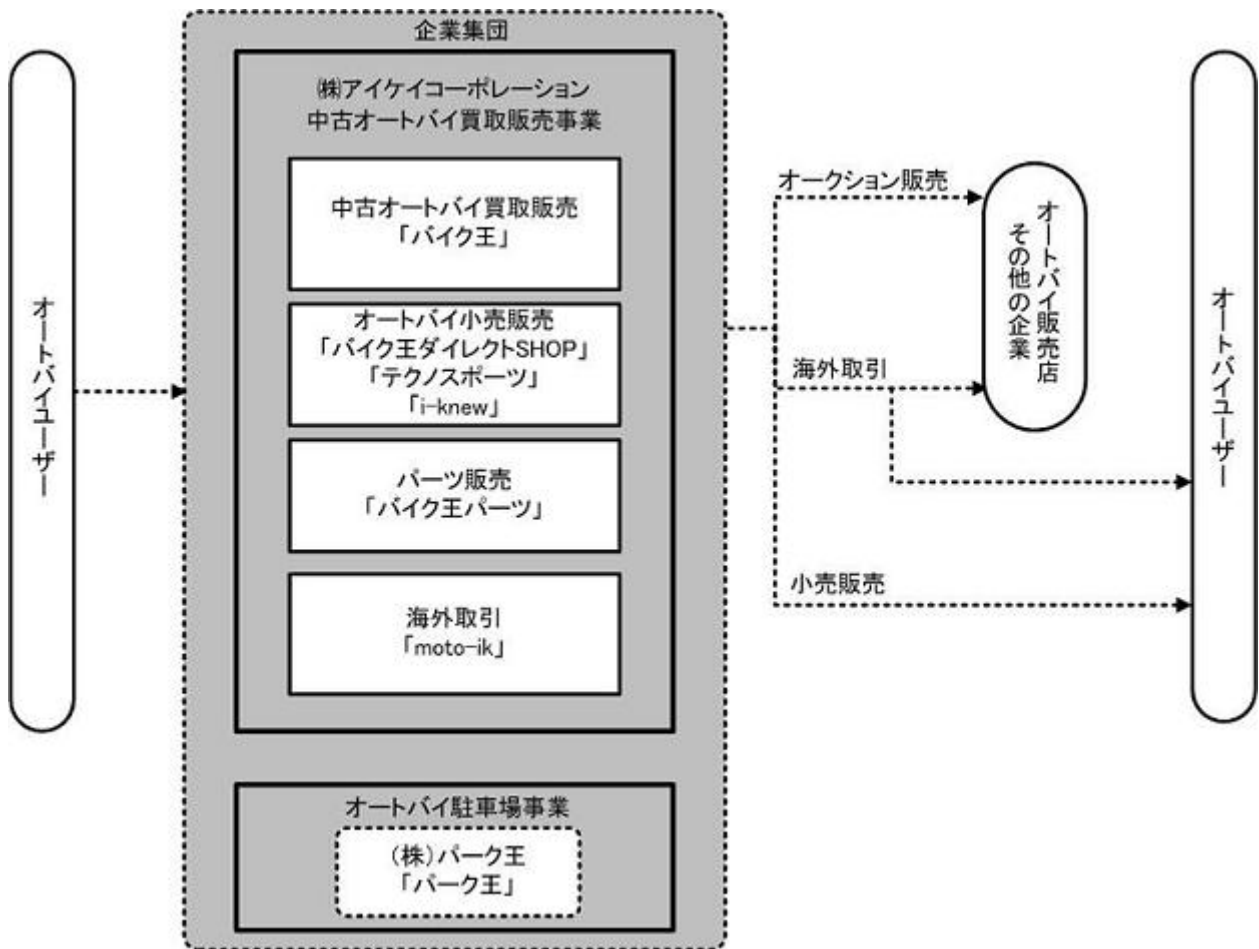 企業集団
オートバイユーザー
㈱アイケイコーポレーション
中古オートバイ買取販売事業
中古オートバイ買取販売
「バイク王」
オートバイ小売販売
「バイク王ダイレクトSHOP」
「テクノスポーツ」
「i-knew」
パーツ販売
「バイク王パーツ」
海外取引
「moto-ik」
オートバイ駐車場事業
(株)パーク王
「パーク王」
オークション販売
海外取引
小売販売
オートバイ販売店
その他の企業
オートバイユーザー